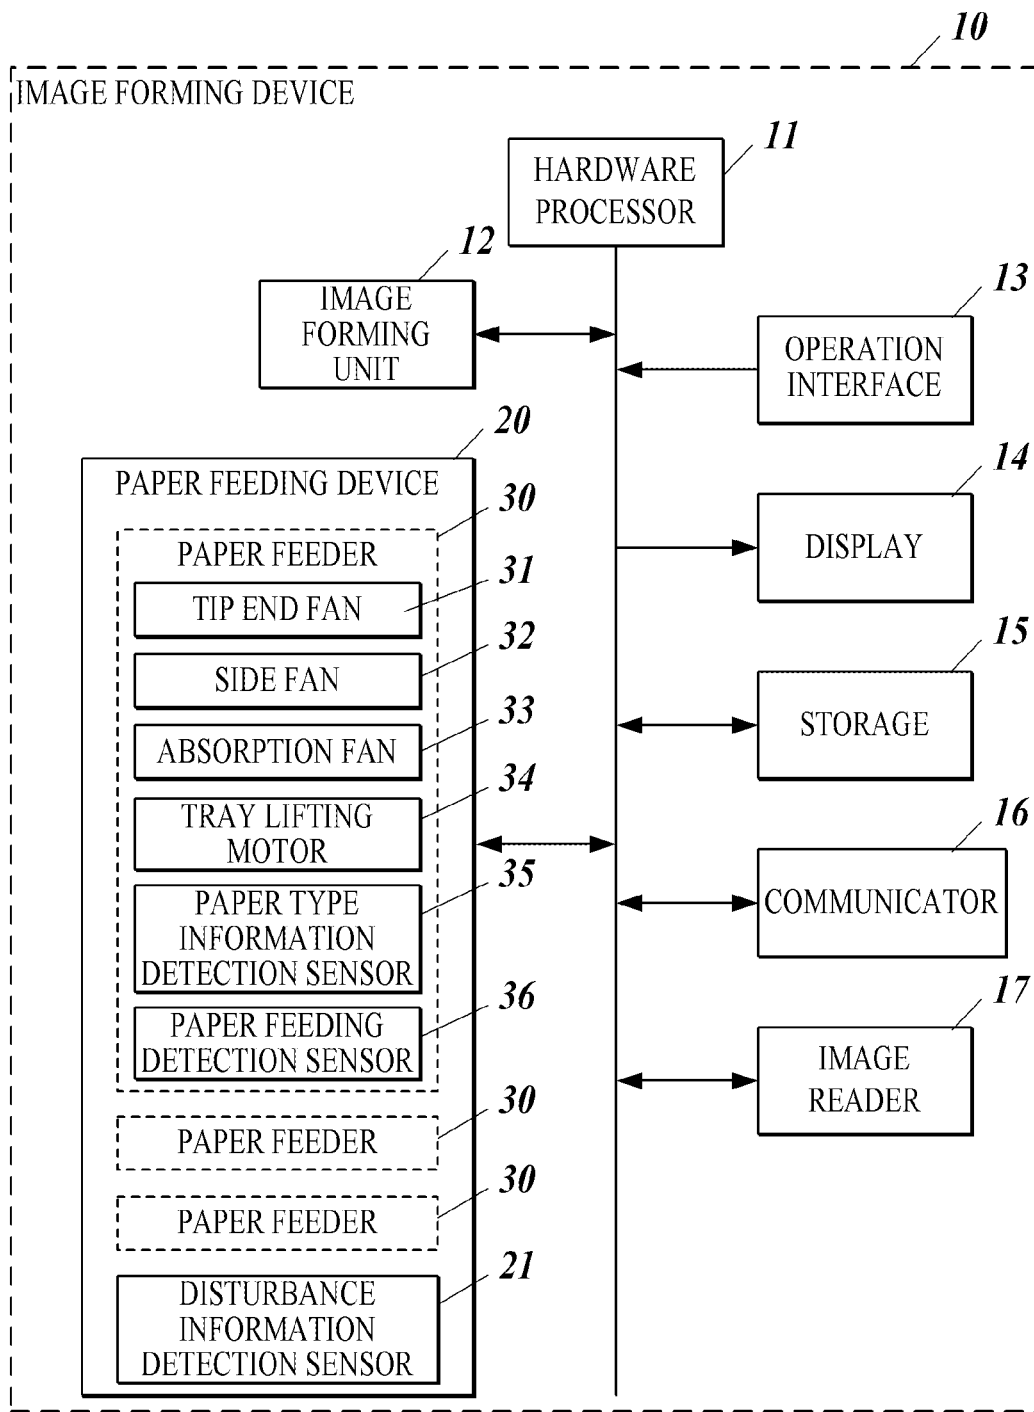 10
IMAGE FORMING DEVICE
11
HARDWARE
PROCESSOR
12
IMAGE
FORMING
UNIT
13
OPERATION
INTERFACE
20
PAPER FEEDING DEVICE
14
DISPLAY
30
PAPER FEEDER
31
TIP END FAN
32
SIDE FAN
15
STORAGE
33
ABSORPTION FAN
34
TRAY LIFTING
MOTOR
16
COMMUNICATOR
35
PAPER TYPE
INFORMATION
DETECTION SENSOR
36
PAPER FEEDING
DETECTION SENSOR
17
IMAGE
READER
30
PAPER FEEDER
30
PAPER FEEDER
21
DISTURBANCE
INFORMATION
DETECTION SENSOR